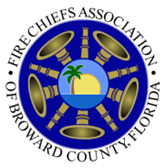 FIRE CHIEFS ASSOCIATION
• OF BROWARD COUNTY, FLORIDA •